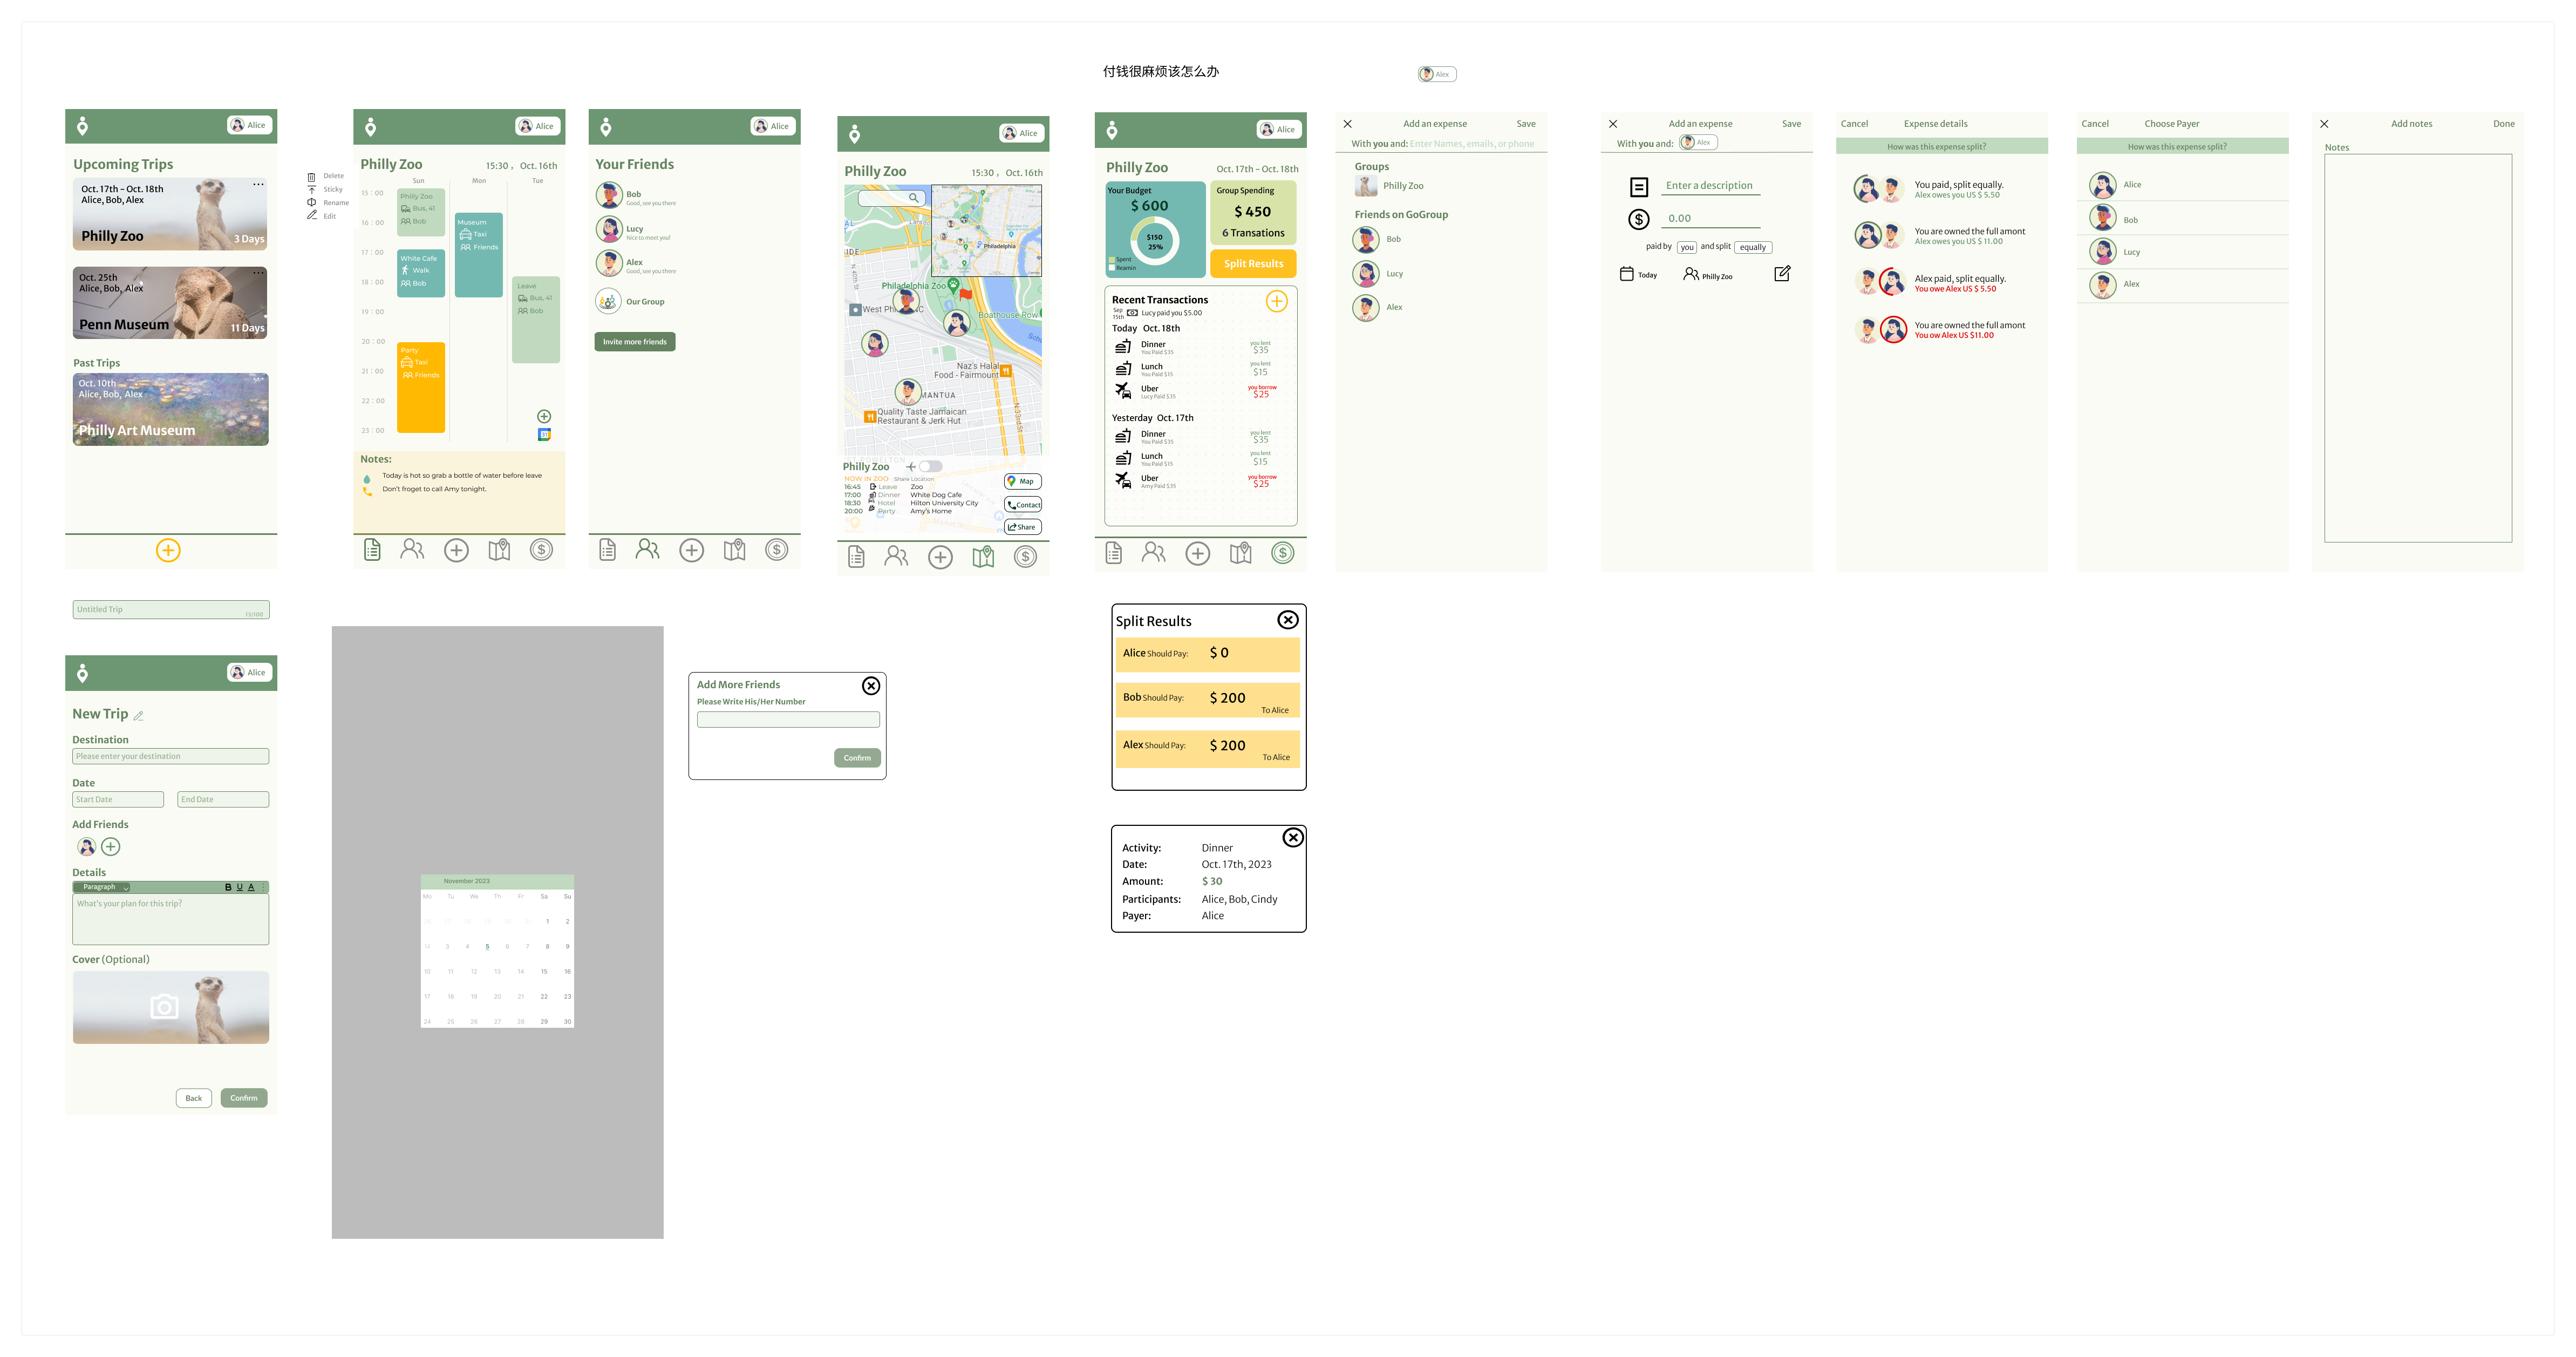 付钱很麻烦该怎么办
Alex
Alice
Upcoming Trips
Oct. 17th - Oct. 18th
Alice, Bob, Alex
Philly Zoo
3 Days
Oct. 25th
Alice, Bob, Alex
Penn Museum
11 Days
Past Trips
Oct. 10th
Alice, Bob, Alex
Philly Art Museum
Delete
Sticky
Rename
Edit
Alice
Philly Zoo
15:30 , Oct. 16th
Sun Mon Tue
15:00
16:00
17:00
18:00
19:00
20:00
21:00
22:00
23:00
Philly Zoo
Bus, 41
Bob
White Cafe
Walk
Bob
Party
Taxi
Friends
Museum
Taxi
Friends
Leave
Bus, 41
Bob
31
Notes:
Today is hot so grab a bottle of water before leave
Don't froget to call Amy tonight.
Alice
Your Friends
Bob
Good, see you there
Lucy
Nice to meet you!
Alex
Good, see you there
Our Group
Invite more friends
Alice
Philly Zoo
15:30 , Oct. 16th
Philadelphia
Philadelphia Zoo
Boathouse Row
Naz's Halal
Food - Fairmount
MANTUA
N 33rd St
Quality Taste Jamaican
Restaurant & Jerk Hut
Philly Zoo
NOW IN ZOO Share Location
16:45 Leave Zoo
17:00 Dinner White Dog Cafe
18:30 Hotel Hilton University City
20:00 Party Amy's Home
Map
Contact
Share
Alice
Philly Zoo
Oct. 17th - Oct. 18th
Your Budget
$ 600
$150
25%
Spent
Reamin
Group Spending
$ 450
6 Transations
Split Results
Recent Transactions
Sep
15th
Lucy paid you $5.00
Today Oct. 18th
Dinner
You Paid $35
you lent
$35
Lunch
You Paid $15
you lent
$15
Uber
Lucy Paid $35
you borrow
$25
Yesterday Oct. 17th
Dinner
You Paid $35
you lent
$35
Lunch
You Paid $15
you lent
$15
Uber
Amy Paid $35
you borrow
$25
Add an expense
Save
With you and: Enter Names, emails, or phone
Groups
Philly Zoo
Friends on GoGroup
Bob
Lucy
Alex
Add an expense
Save
With you and:
Alex
Enter a description
0.00
paid by you and split equally
Today
Philly Zoo
Cancel
Expense details
How was this expense split?
You paid, split equally.
Alex owes you US $ 5.50
You are owned the full amont
Alex owes you US $ 11.00
Alex paid, split equally.
You owe Alex US $ 5.50
You are owned the full amont
You ow Alex US $11.00
Cancel
Choose Payer
How was this expense split?
Alice
Bob
Lucy
Alex
Add notes
Done
Notes
Untitled Trip
15/100
Alice
New Trip
Destination
Please enter your destination
Date
Start Date
End Date
Add Friends
Details
Paragraph
B U A
What's your plan for this trip?
Cover (Optional)
Back
Confirm
November 2023
Mo Tu We Th Fr Sa Su
1 2
14 3 4 5 6 7 8 9
10 11 12 13 14 15 16
17 18 19 20 21 22 23
24 25 26 27 28 29 30
Add More Friends
Please Write His/Her Number
Confirm
Split Results
Alice Should Pay: $ 0
Bob Should Pay: $ 200
To Alice
Alex Should Pay: $ 200
To Alice
Activity: Dinner
Date: Oct. 17th, 2023
Amount: $ 30
Participants: Alice, Bob, Cindy
Payer: Alice